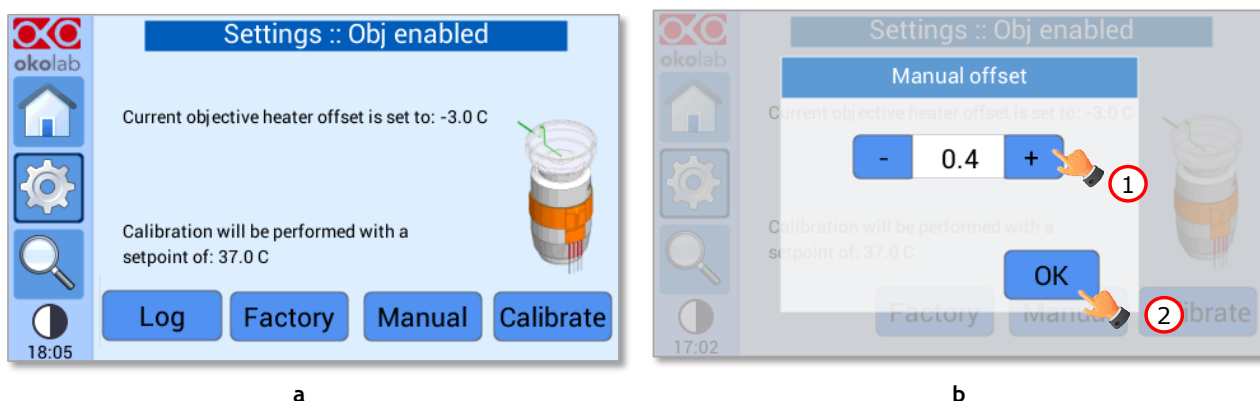 Settings :: Obj enabled
okolab
Current objective heater offset is set to: -3.0 C
Calibration will be performed with a
setpoint of: 37.0 C
Log Factory Manual Calibrate
18:05
a
Settings :: Obj enabled
okolab
Manual offset
Current objective heater offset is set to: -3.0 C
- 0.4 +
1
Calibration will be performed with a
setpoint of: 37.0 C
OK
2
Factory Manual Calibrate
17:02
b